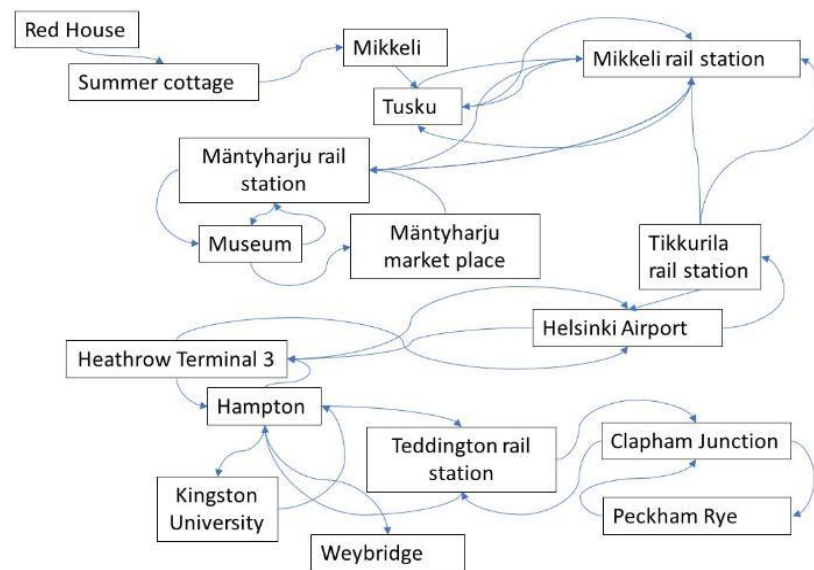 Red House
Summer cottage
Mikkeli
Mikkeli rail station
Tusku
Mäntyharju rail
station
Museum
Mäntyharju
market place
Tikkurila
rail station
Helsinki Airport
Heathrow Terminal 3
Hampton
Teddington rail
station
Clapham Junction
Kingston
University
Peckham Rye
Weybridge